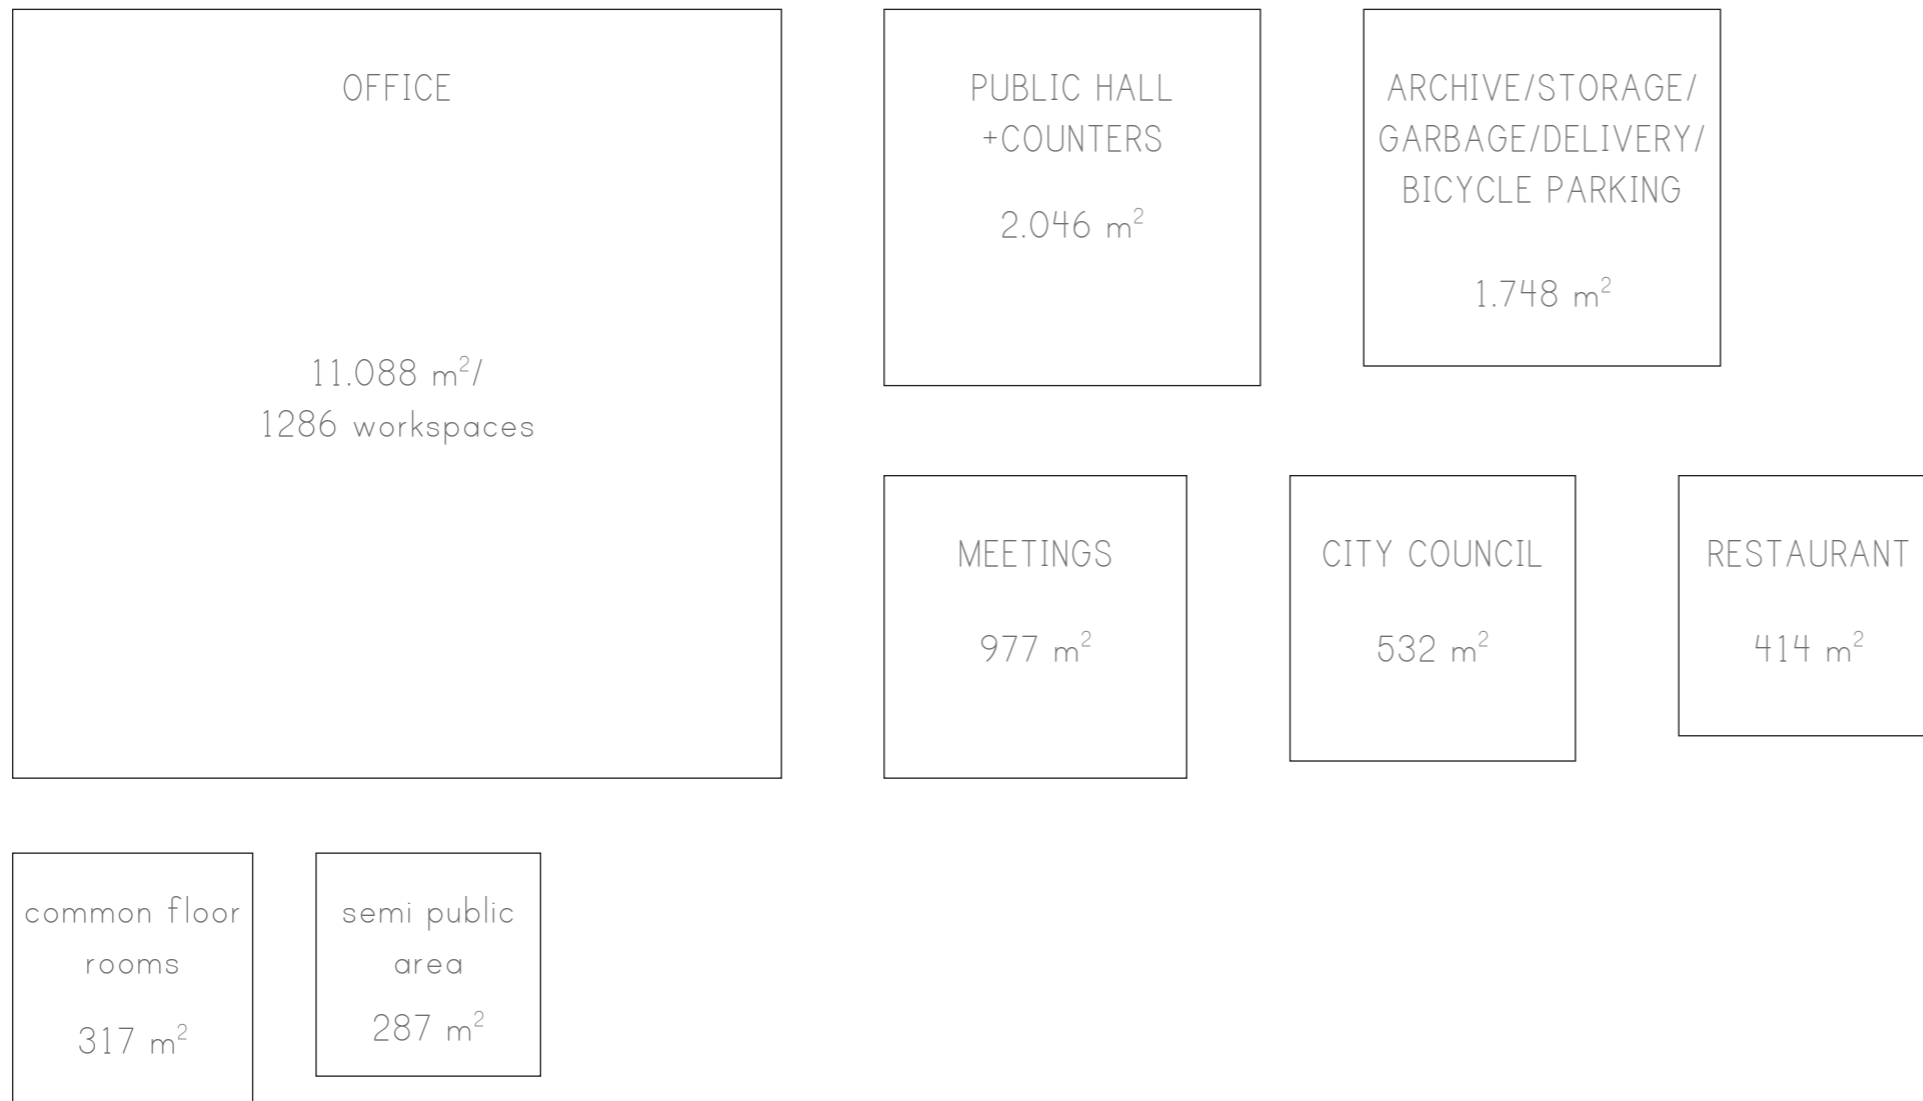 OFFICE
11.088 m²/
1286 workspaces
PUBLIC HALL
+COUNTERS
2.046 m²
ARCHIVE/STORAGE/
GARBAGE/DELIVERY/
BICYCLE PARKING
1.748 m²
MEETINGS
977 m²
CITY COUNCIL
532 m²
RESTAURANT
414 m²
common floor
rooms
317 m²
semi public
area
287 m²